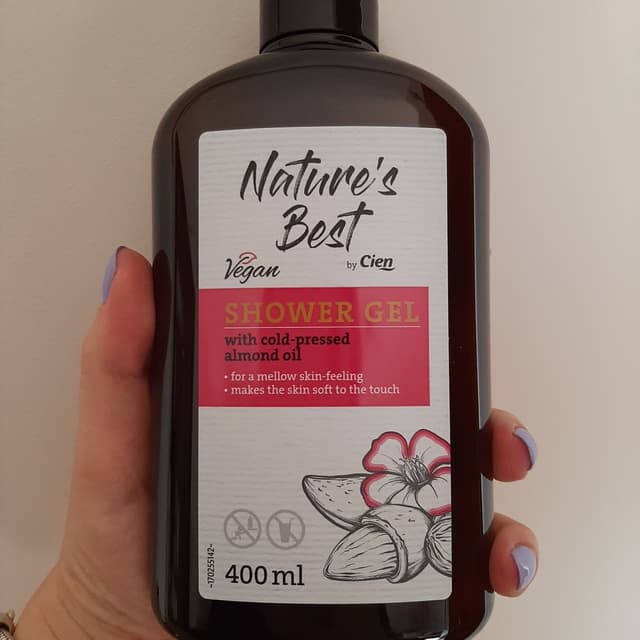 Nature's
Best
Vegan
by Cien
SHOWER GEL
with cold-pressed
almond oil
• for a mellow skin-feeling
• makes the skin soft to the touch
-170255142-
400 ml